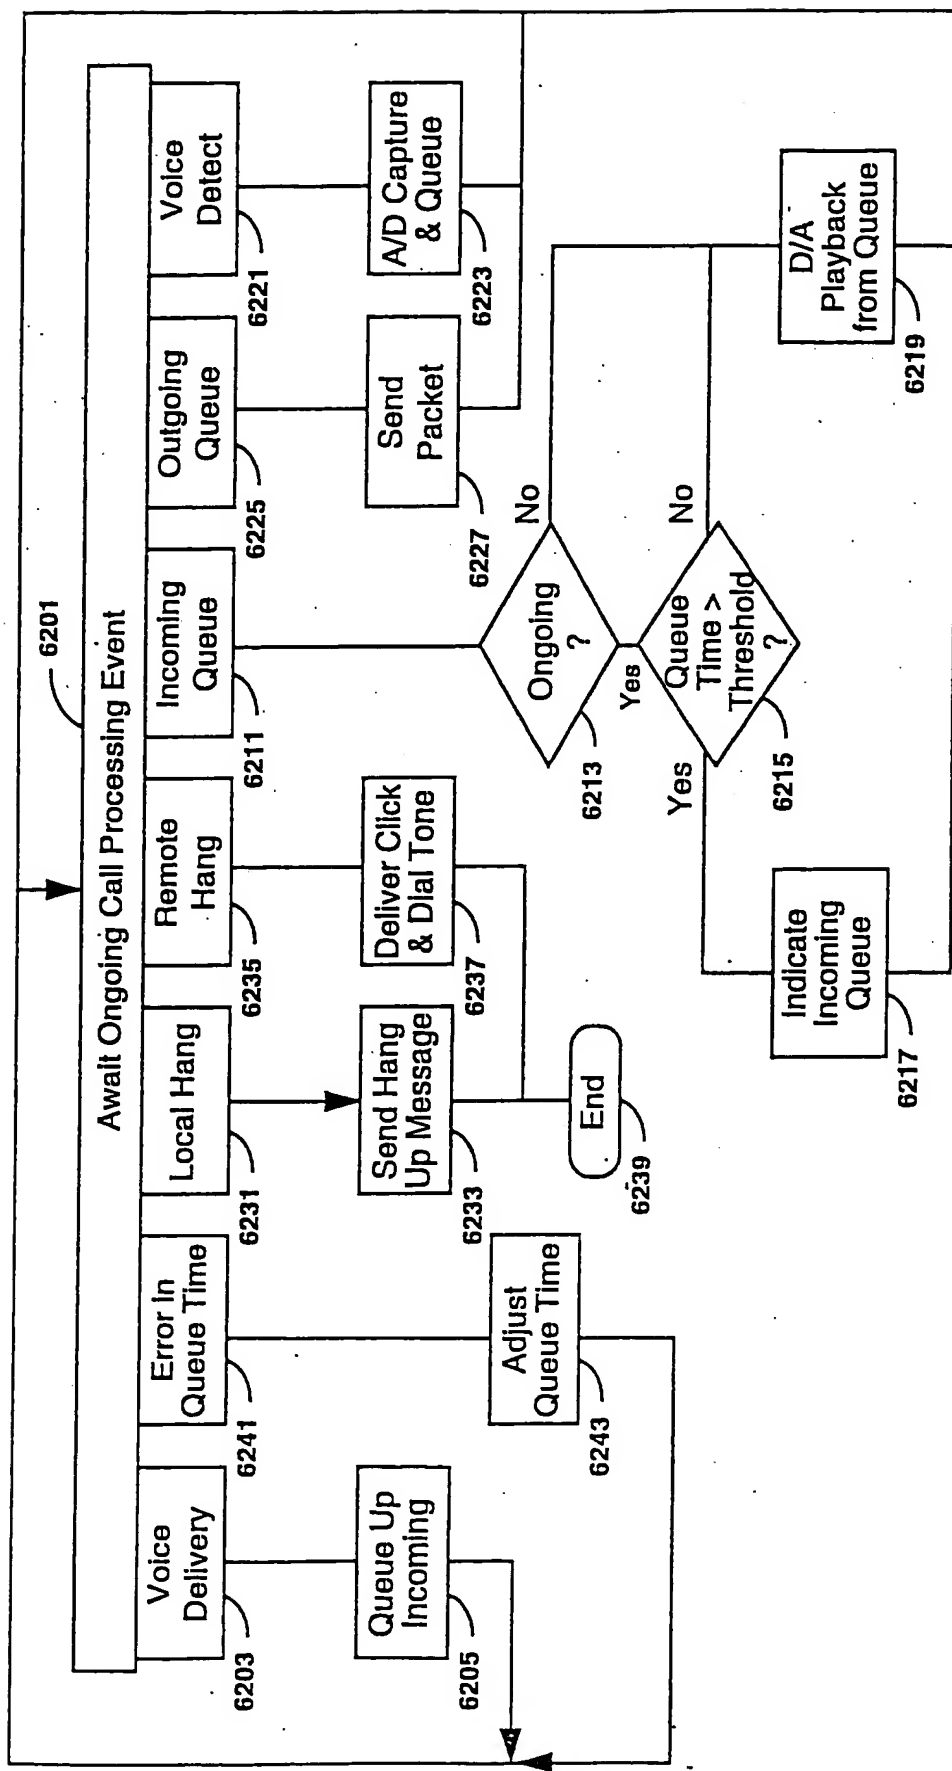 6201
Await Ongoing Call Processing Event
Voice
Delivery
6203
Error In
Queue Time
6241
Local Hang
6231
Remote
Hang
6235
Incoming
Queue
6211
Outgoing
Queue
6225
Voice
Detect
6221
Queue Up
Incoming
6205
Send Hang
Up Message
6233
Deliver Click
& Dial Tone
6237
Send
Packet
6227
A/D Capture
& Queue
6223
Adjust
Queue Time
6243
End
6239
Ongoing
?
6213
No
Yes
Queue
Time >
Threshold
?
6215
Yes
No
Indicate
Incoming
Queue
6217
D/A
Playback
from Queue
6219